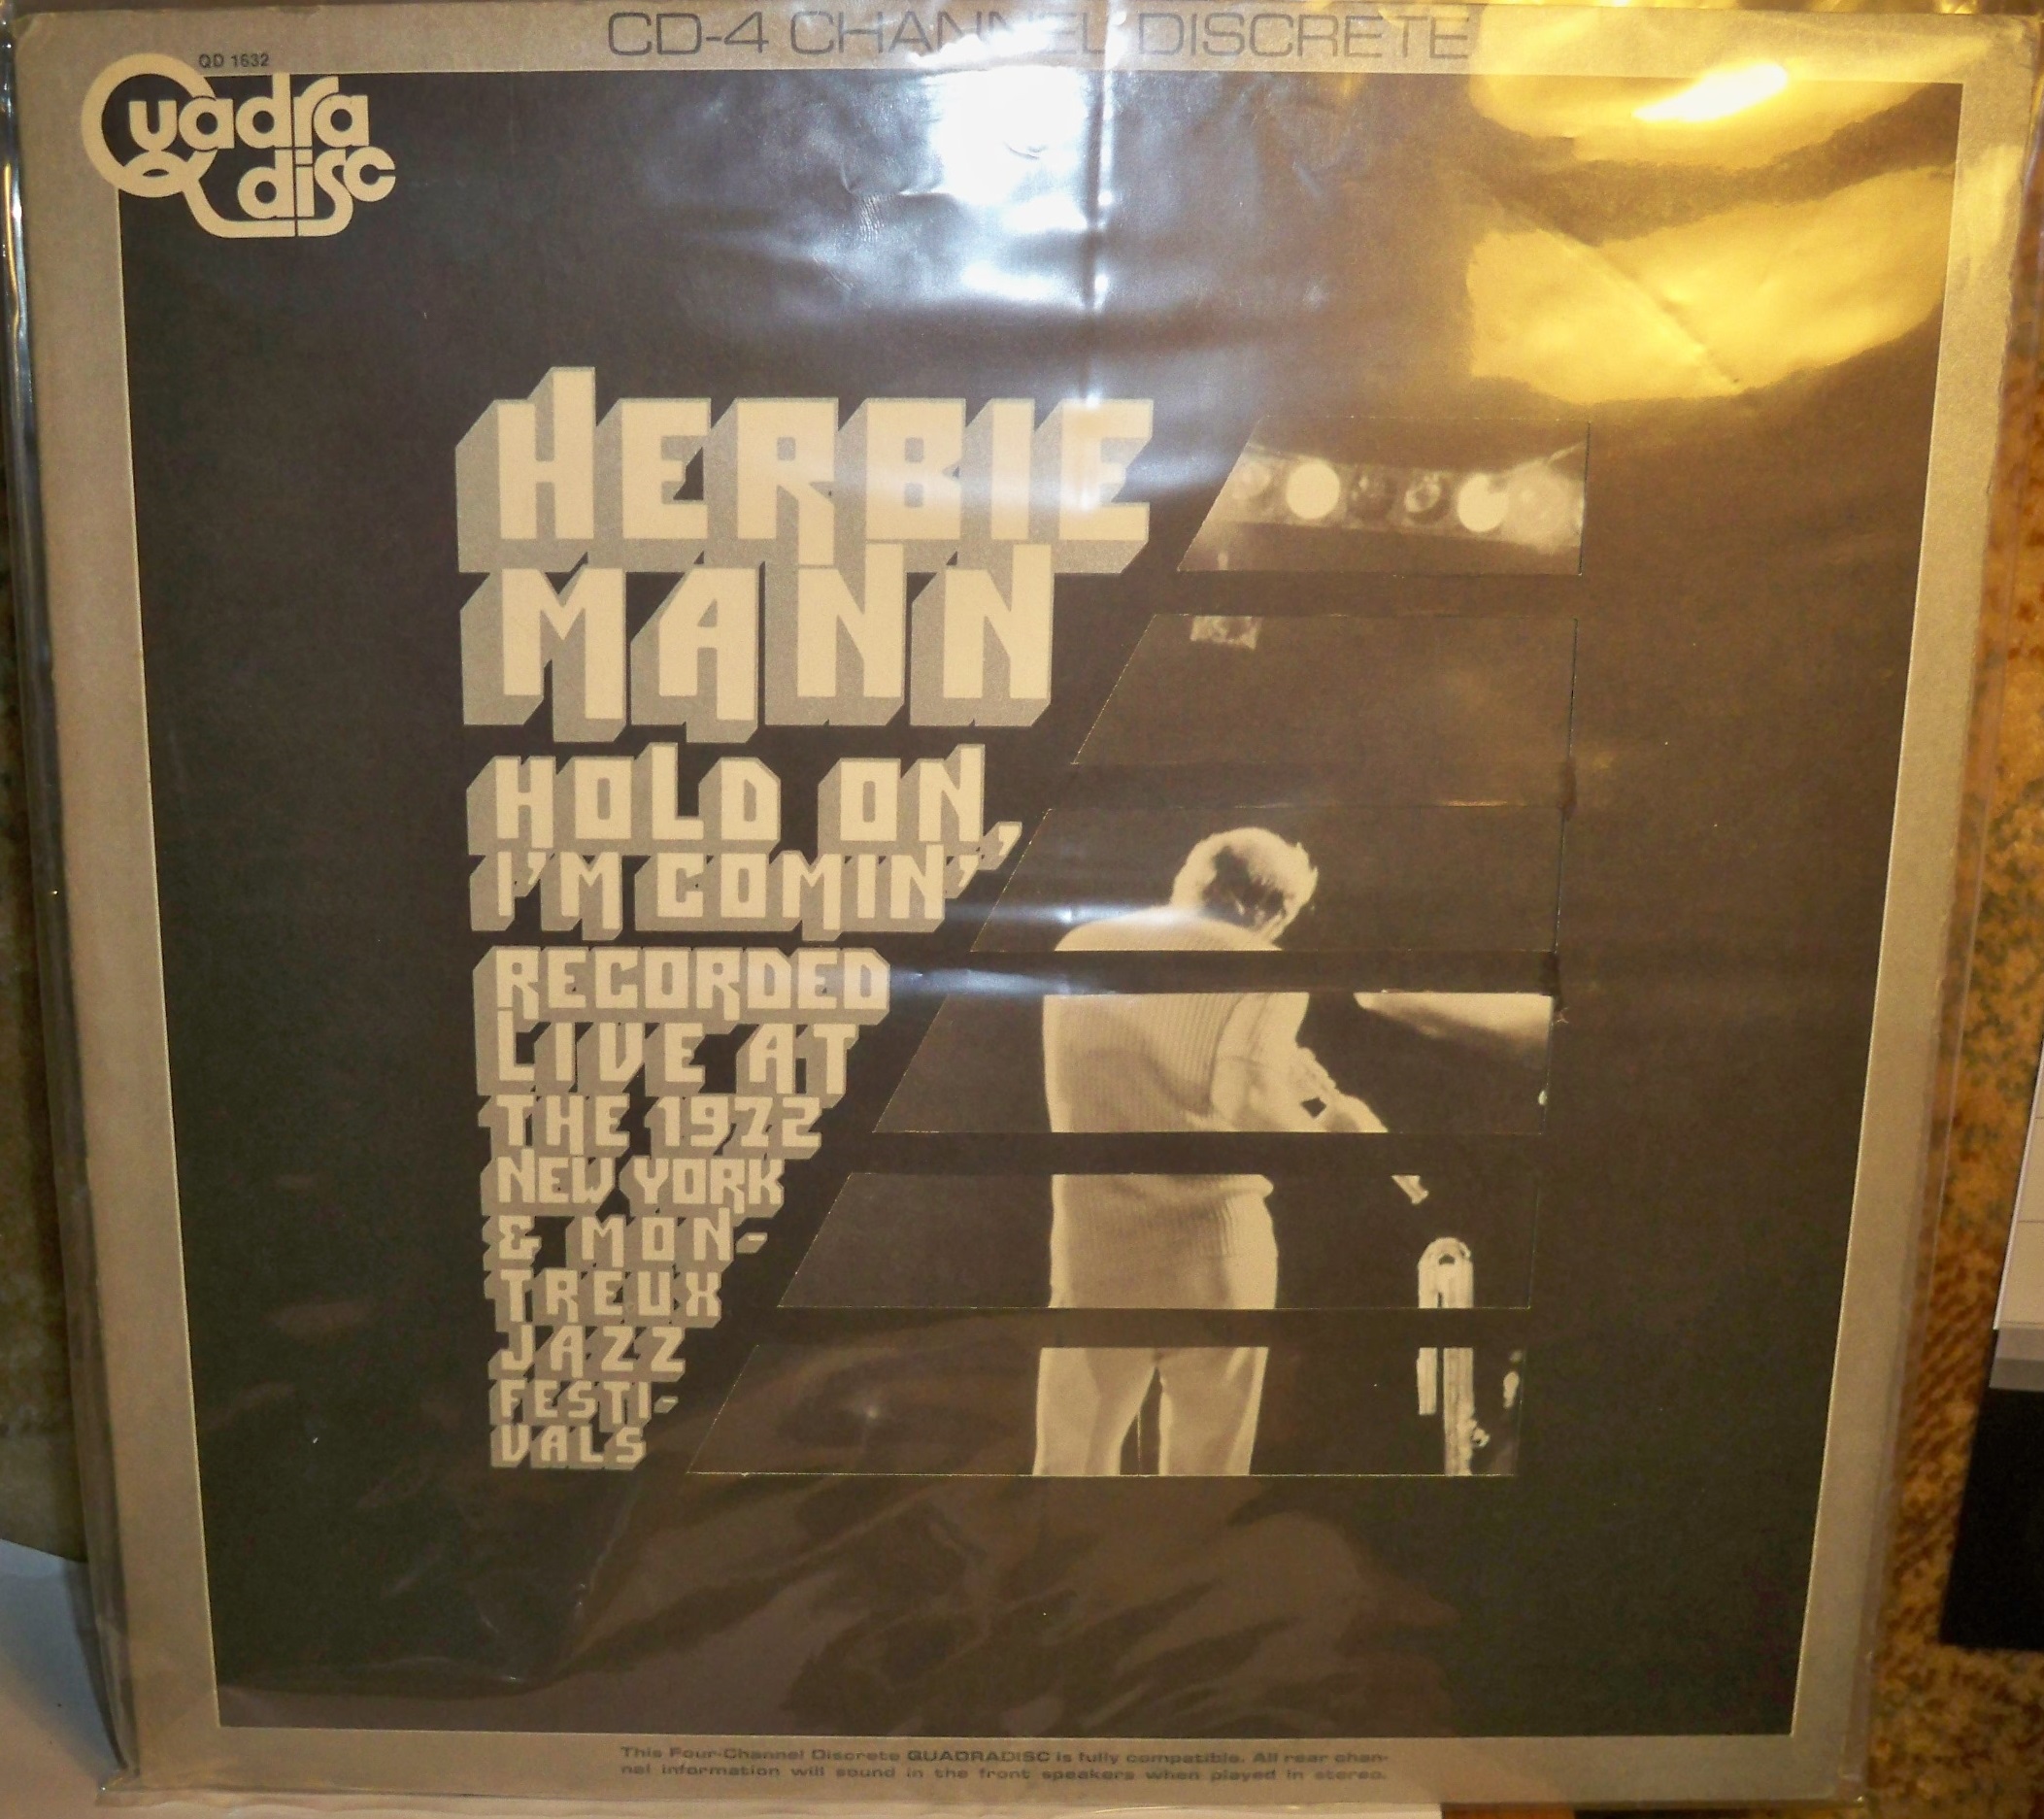 CD-4 CHANNEL DISCRETE
QD 1632
Quadra
disc
HERBIE
MANN
HOLD ON,
I'M COMIN'
RECORDED
LIVE AT
THE 1972
NEW YORK
& MON-
TREUX
JAZZ
FESTI-
VALS
This Four-Channel Discrete QUADRADISC is fully compatible. All rear chan-
nel information will sound in the front speakers when played in stereo.